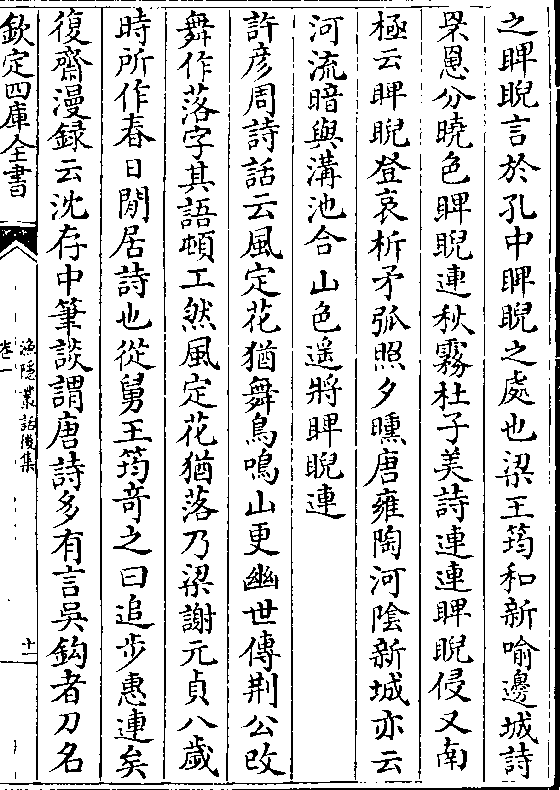 之睥睨言於孔中睥睨之處也梁王筠和新喻邊城詩
罘罳分曉色睥睨連秋霧杜子美詩連連睥睨侵又南
極云睥睨登哀柝矛弧照夕曛唐雍陶河陰新城亦云
河流暗與溝池合山色遥將睥睨連
許彦周詩話云風定花猶舞鳥鳴山更幽世傳荆公改
舞作落字其語頓工然風定花猶落乃梁謝元貞八歲
時所作春日閒居詩也從舅王筠竒之曰追步惠連矣
復齋漫録云沈存中筆談謂唐詩多有言吳鈎者刀名
欽定四庫全書
漁隠叢話後集
卷一
十